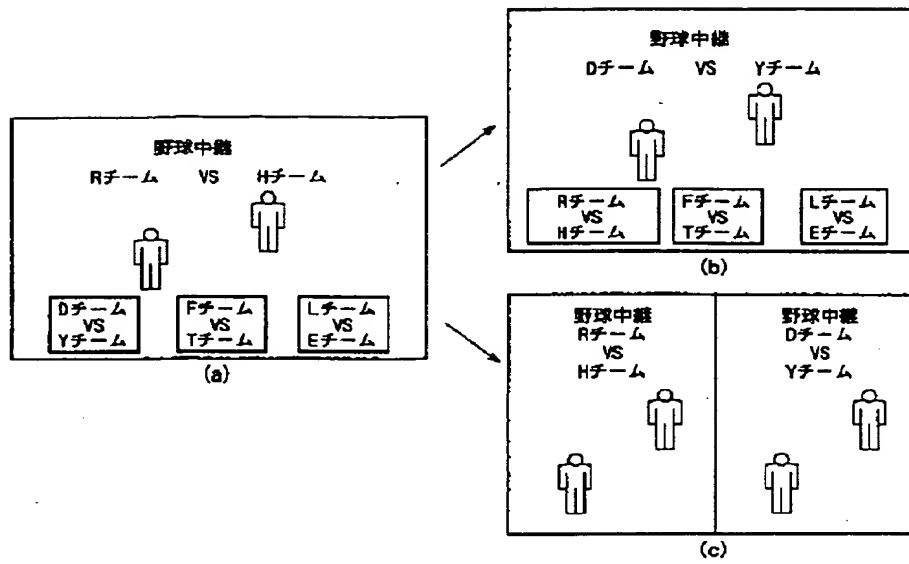 野球中継
Rチーム VS Hチーム
Dチーム
VS
Yチーム
Fチーム
VS
Tチーム
Lチーム
VS
Eチーム
(a)
野球中継
Dチーム VS Yチーム
Rチーム
VS
Hチーム
Fチーム
VS
Tチーム
Lチーム
VS
Eチーム
(b)
野球中継
Rチーム
VS
Hチーム
野球中継
Dチーム
VS
Yチーム
(c)